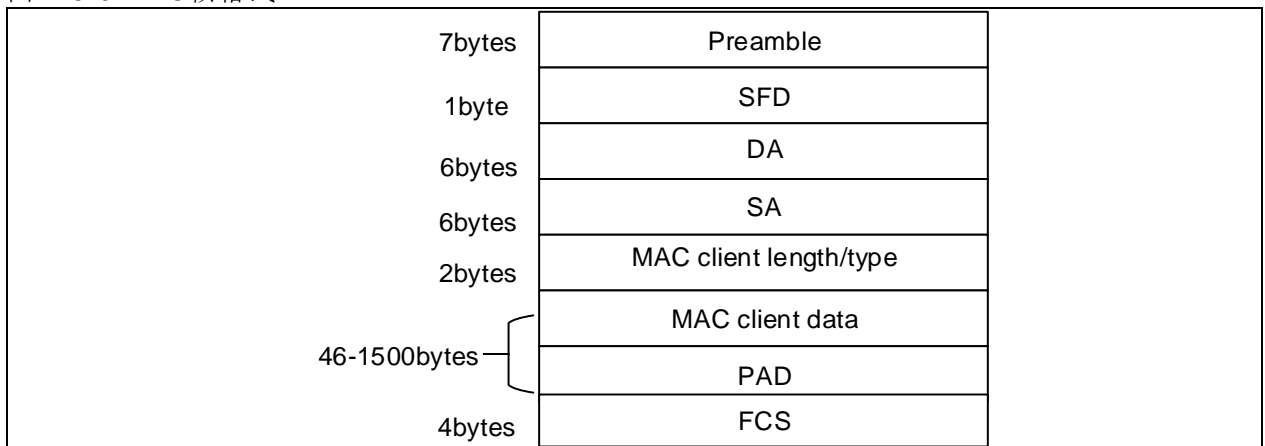 7bytes Preamble
1byte SFD
6bytes DA
6bytes SA
2bytes MAC client length/type
MAC client data
46-1500bytes
PAD
4bytes FCS